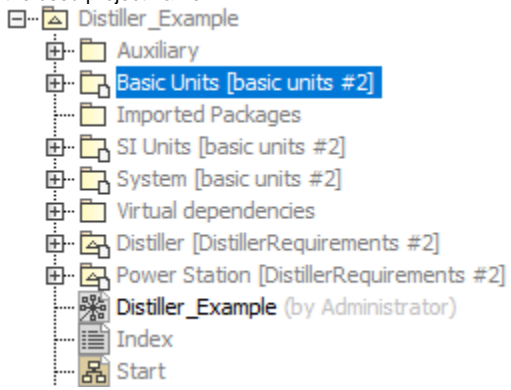 Distiller_Example
Auxiliary
Basic Units [basic units #2]
Imported Packages
SI Units [basic units #2]
System [basic units #2]
Virtual dependencies
Distiller [DistillerRequirements #2]
Power Station [DistillerRequirements #2]
Distiller_Example (by Administrator)
Index
Start